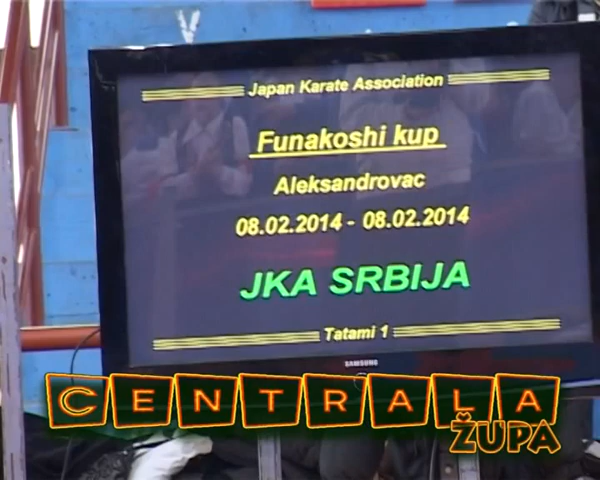 Japan Karate Association
Funakoshi kup
Aleksandrovac
08.02.2014 - 08.02.2014
JKA SRBIJA
Tatami 1
SAMSUNG
CENTRALA
ŽUPA